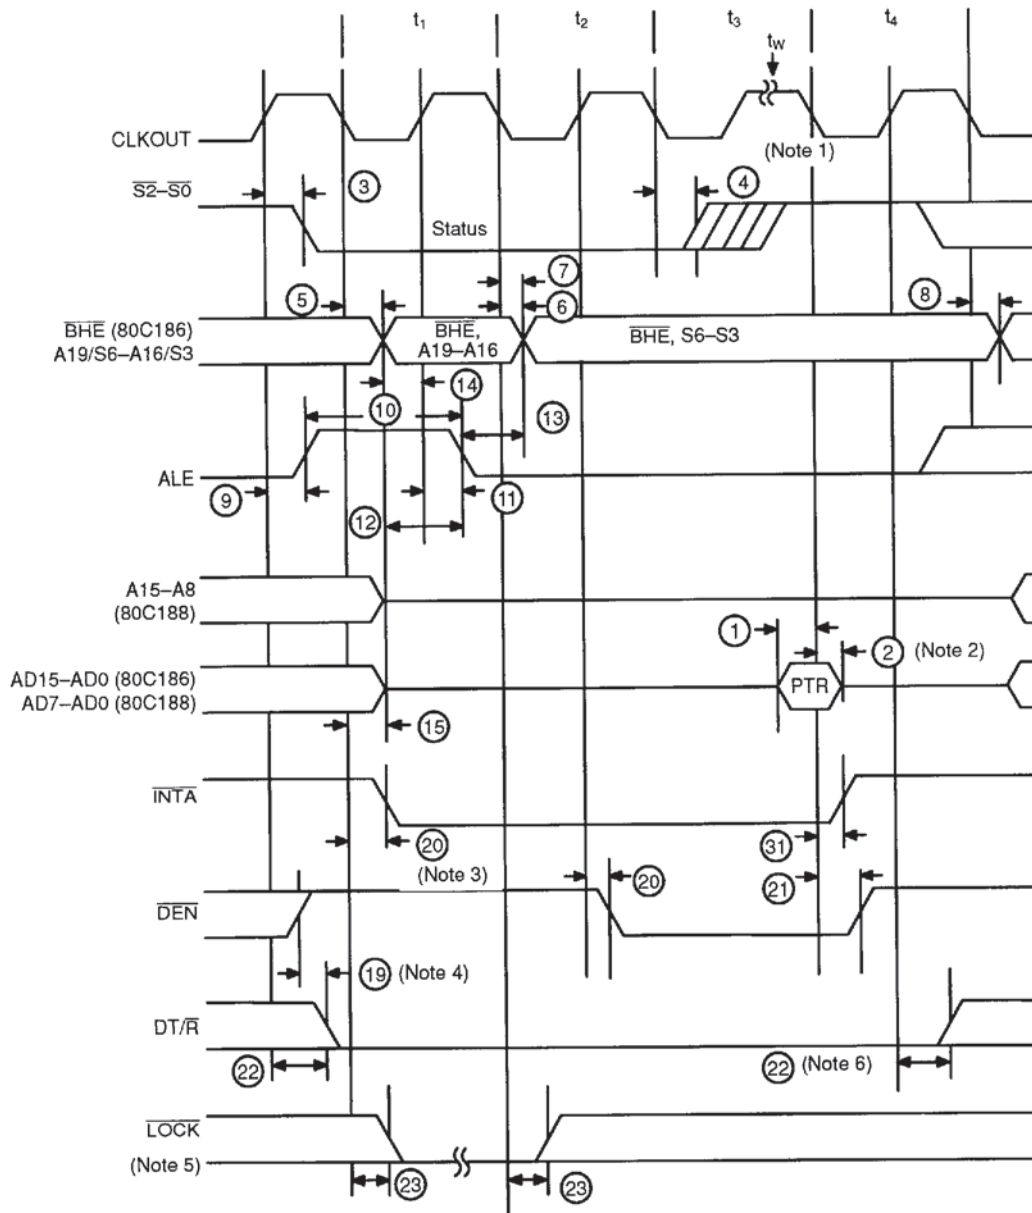 t1 t2 t3 t4
tW
CLKOUT
(Note 1)
S2–S0
3
4
Status
7
5
6
8
BHE (80C186)
A19/S6–A16/S3
BHE,
A19–A16
BHE, S6–S3
14
10
13
ALE
9
11
12
A15–A8
(80C188)
1
2 (Note 2)
AD15–AD0 (80C186)
AD7–AD0 (80C188)
PTR
15
INTA
20
(Note 3)
31
20
21
DEN
19 (Note 4)
DT/R
22
22 (Note 6)
LOCK
(Note 5)
23
23